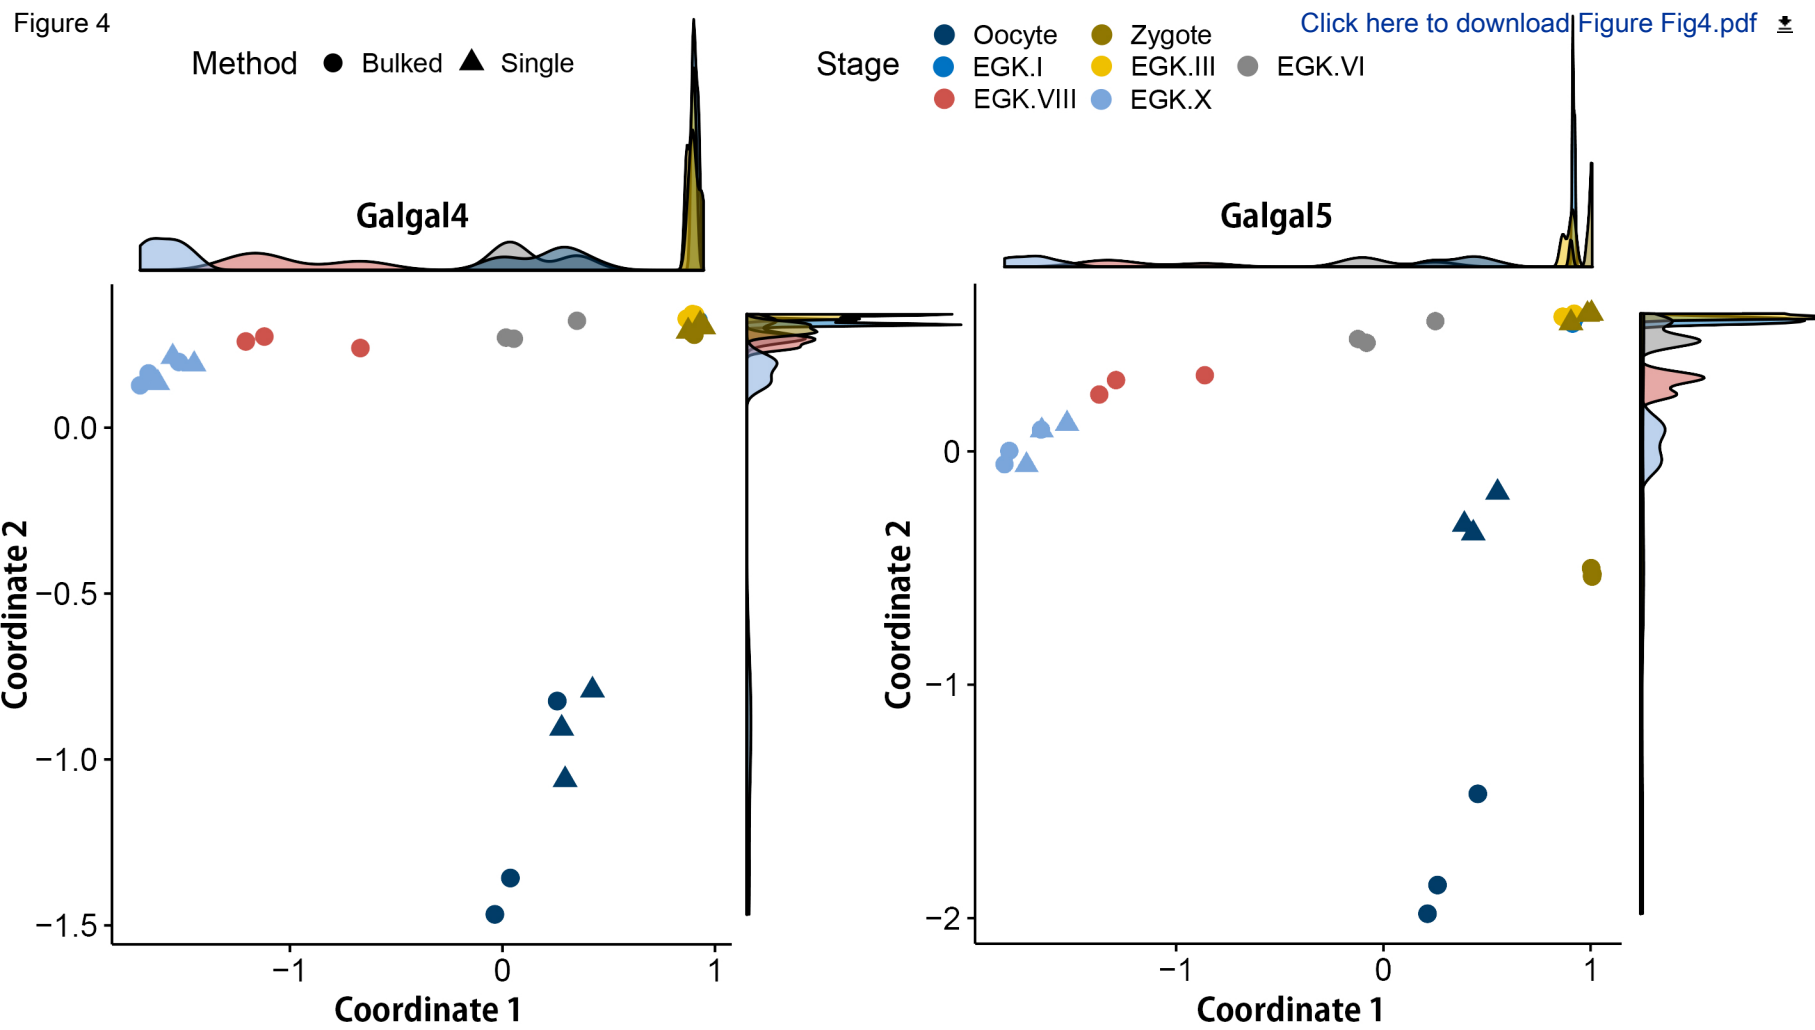 Figure 4
Click here to download Figure Fig4.pdf
Method Bulked Single
Stage
Oocyte Zygote
EGK.I EGK.III EGK.VI
EGK.VIII EGK.X
Galgal4
Galgal5
Coordinate 2
0.0
−0.5
−1.0
−1.5
−1 0 1
Coordinate 1
Coordinate 2
0
−1
−2
−1 0 1
Coordinate 1